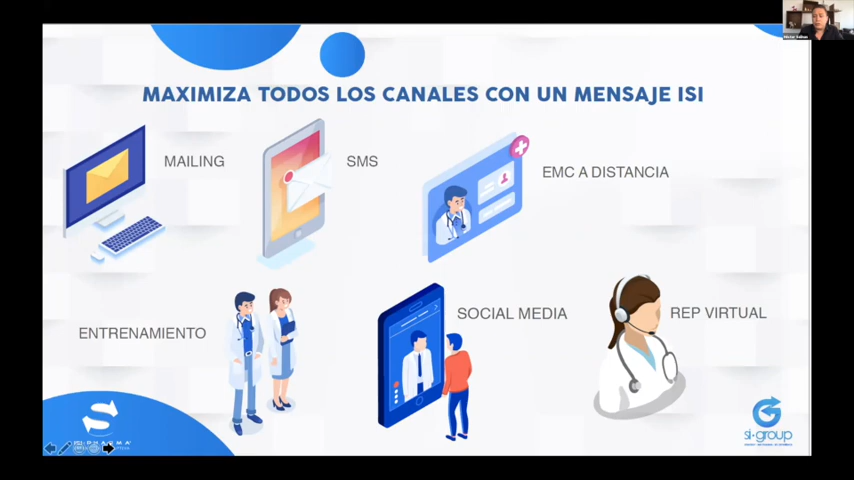 MAXIMIZA TODOS LOS CANALES CON UN MENSAJE ISI
MAILING
SMS
EMC A DISTANCIA
ENTRENAMIENTO
SOCIAL MEDIA
REP VIRTUAL
si·group